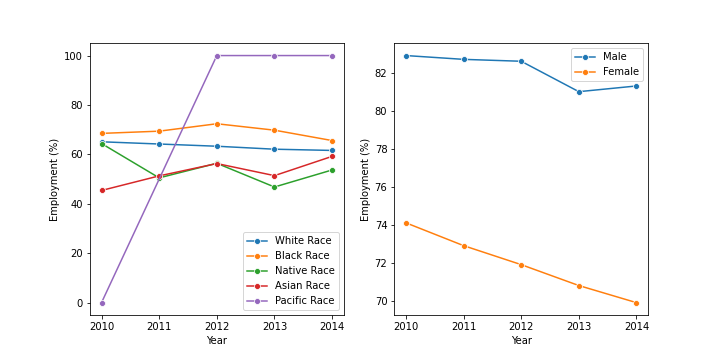 Employment (%)
100
80
60
40
20
0
2010
2011
2012
2013
2014
Year
White Race
Black Race
Native Race
Asian Race
Pacific Race
Employment (%)
82
80
78
76
74
72
70
2010
2011
2012
2013
2014
Year
Male
Female